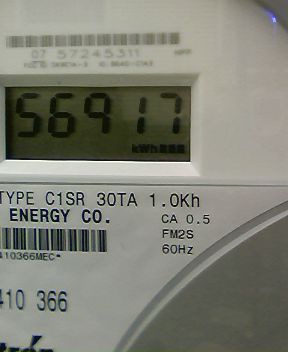 07 57245311
56917
kWh
TYPE C1SR 30TA 1.0Kh
ENERGY CO.
CA 0.5
FM2S
60Hz
410366MEC*
410 366